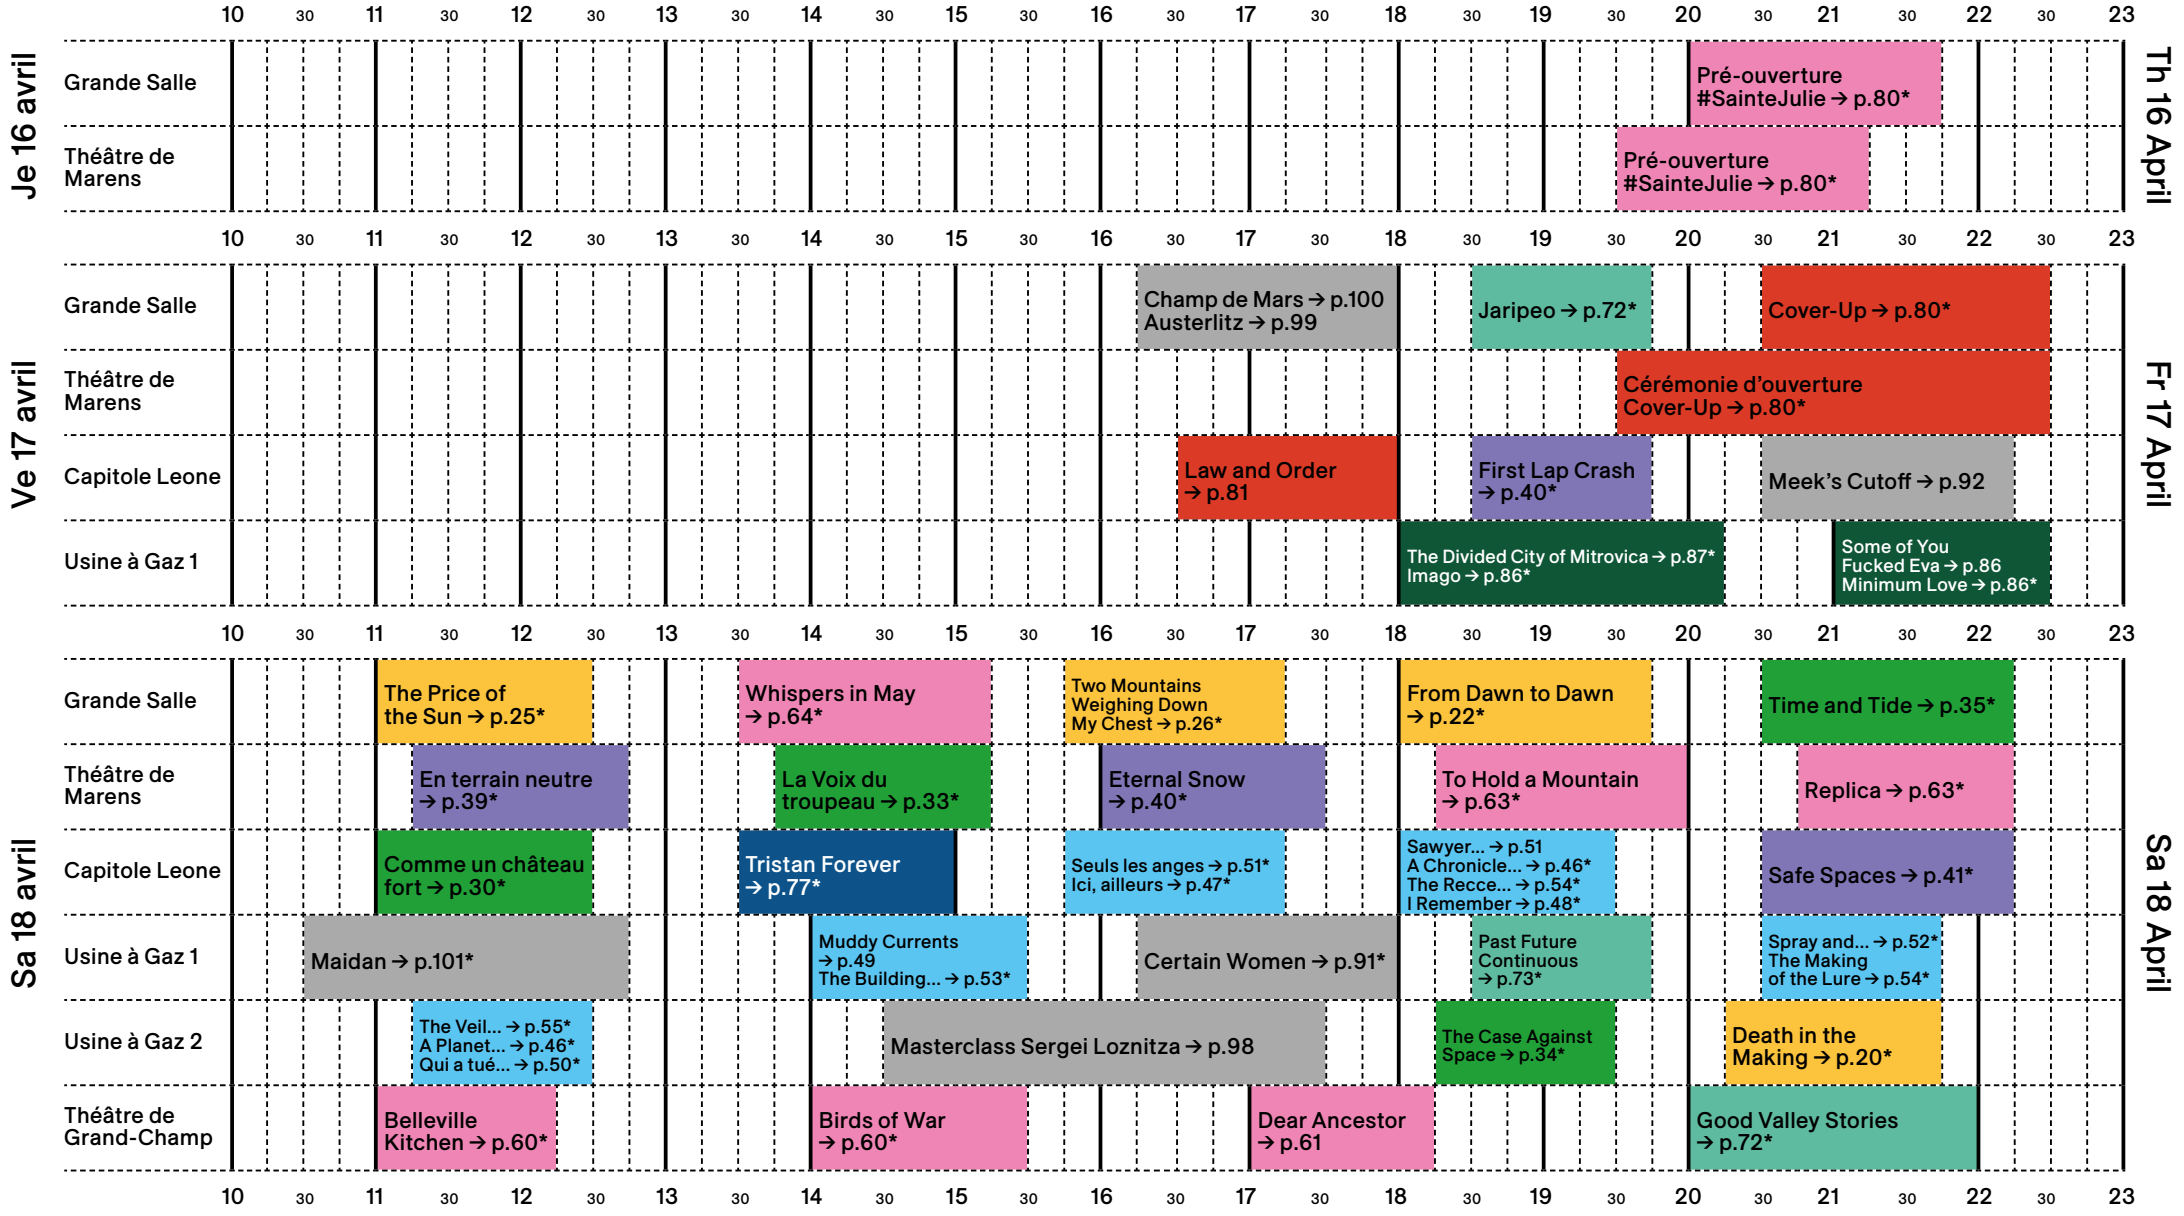 10 30 11 30 12 30 13 30 14 30 15 30 16 30 17 30 18 30 19 30 20 30 21 30 22 30 23
Je 16 avril
Th 16 April
Grande Salle
Pré-ouverture
#SainteJulie → p.80*
Théâtre de
Marens
Pré-ouverture
#SainteJulie → p.80*
10 30 11 30 12 30 13 30 14 30 15 30 16 30 17 30 18 30 19 30 20 30 21 30 22 30 23
Ve 17 avril
Fr 17 April
Grande Salle
Champ de Mars → p.100
Austerlitz → p.99
Jaripeo → p.72*
Cover-Up → p.80*
Théâtre de
Marens
Cérémonie d’ouverture
Cover-Up → p.80*
Capitole Leone
Law and Order
→ p.81
First Lap Crash
→ p.40*
Meek’s Cutoff → p.92
Usine à Gaz 1
The Divided City of Mitrovica → p.87*
Imago → p.86*
Some of You
Fucked Eva → p.86
Minimum Love → p.86*
10 30 11 30 12 30 13 30 14 30 15 30 16 30 17 30 18 30 19 30 20 30 21 30 22 30 23
Sa 18 avril
Sa 18 April
Grande Salle
The Price of
the Sun → p.25*
Whispers in May
→ p.64*
Two Mountains
Weighing Down
My Chest → p.26*
From Dawn to Dawn
→ p.22*
Time and Tide → p.35*
Théâtre de
Marens
En terrain neutre
→ p.39*
La Voix du
troupeau → p.33*
Eternal Snow
→ p.40*
To Hold a Mountain
→ p.63*
Replica → p.63*
Capitole Leone
Comme un château
fort → p.30*
Tristan Forever
→ p.77*
Seuls les anges → p.51*
Ici, ailleurs → p.47*
Sawyer... → p.51
A Chronicle... → p.46*
The Recce... → p.54*
I Remember → p.48*
Safe Spaces → p.41*
Usine à Gaz 1
Maidan → p.101*
Muddy Currents
→ p.49
The Building... → p.53*
Certain Women → p.91*
Past Future
Continuous
→ p.73*
Spray and... → p.52*
The Making
of the Lure → p.54*
Usine à Gaz 2
The Veil... → p.55*
A Planet... → p.46*
Qui a tué... → p.50*
Masterclass Sergei Loznitza → p.98
The Case Against
Space → p.34*
Death in the
Making → p.20*
Théâtre de
Grand-Champ
Belleville
Kitchen → p.60*
Birds of War
→ p.60*
Dear Ancestor
→ p.61
Good Valley Stories
→ p.72*
10 30 11 30 12 30 13 30 14 30 15 30 16 30 17 30 18 30 19 30 20 30 21 30 22 30 23